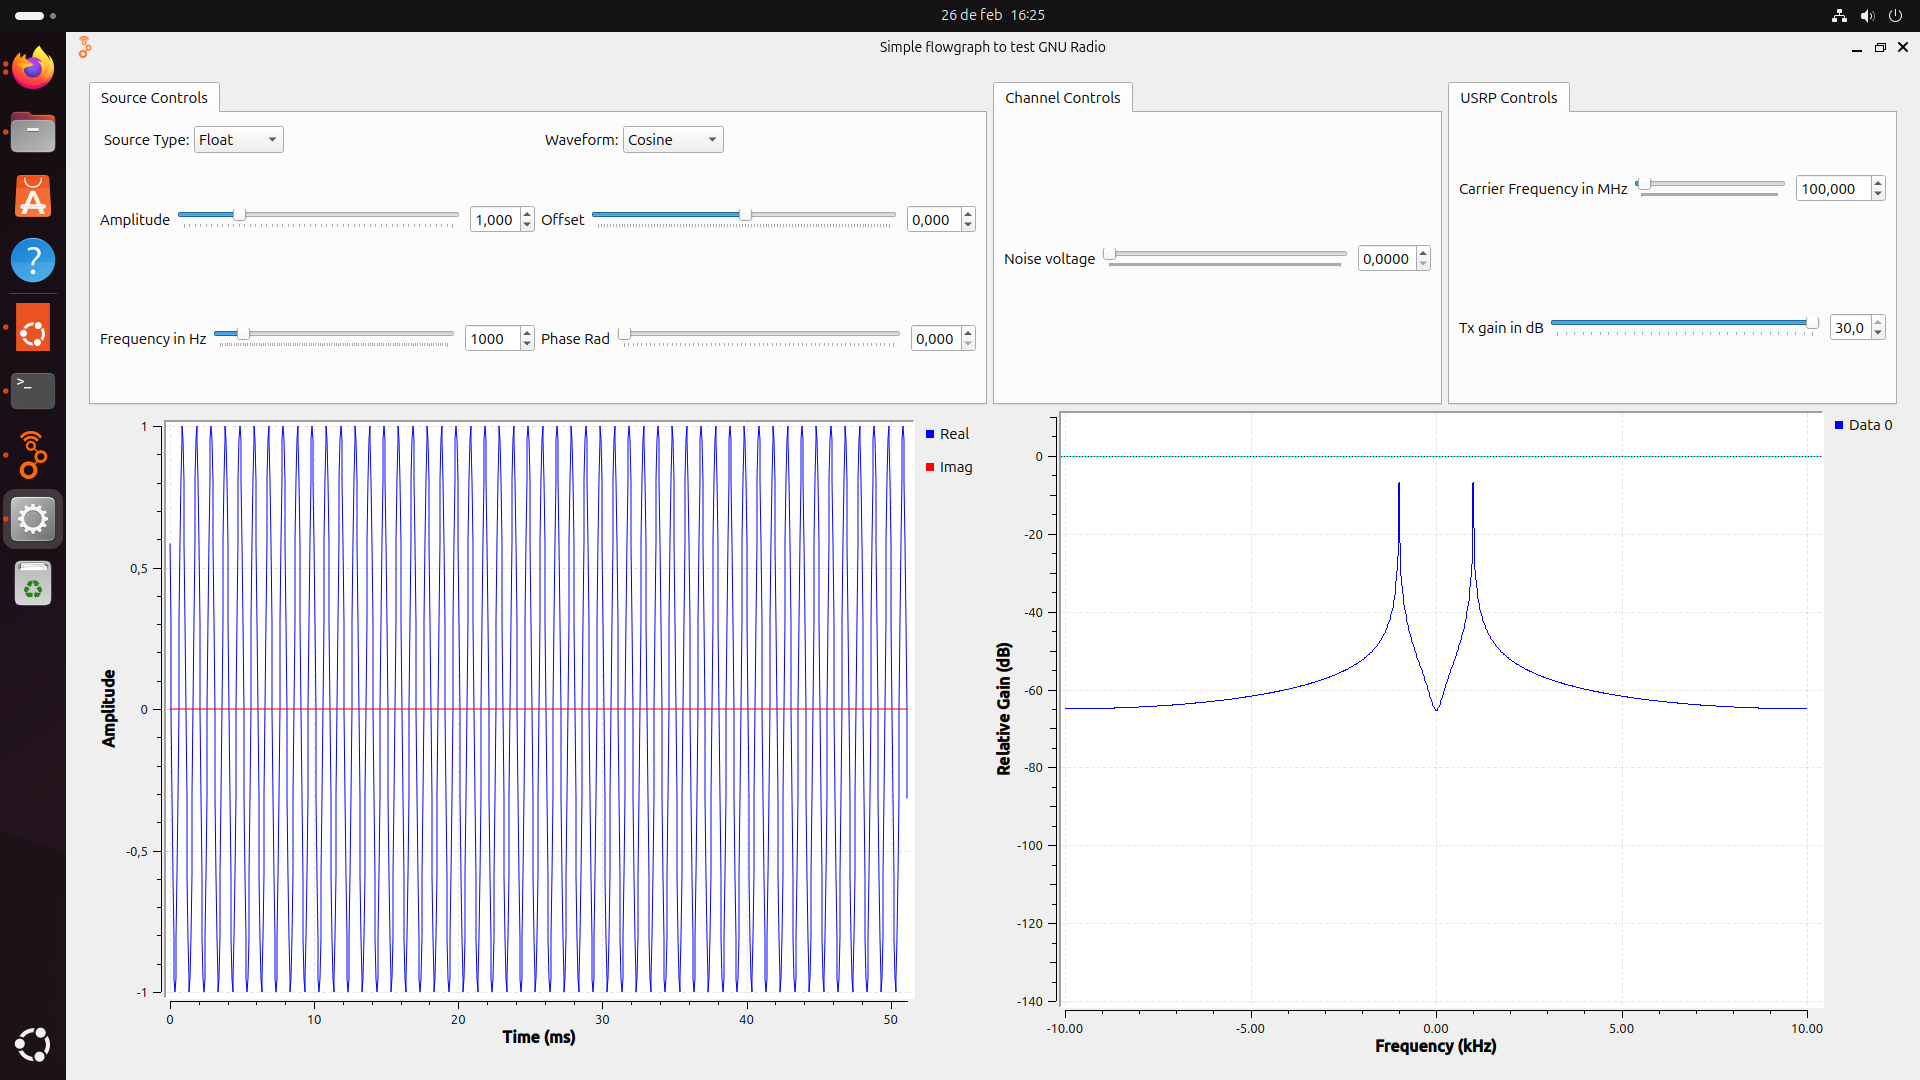 26 de feb 16:25
Simple flowgraph to test GNU Radio
Source Controls
Channel Controls
USRP Controls
Source Type: Float
Waveform: Cosine
Amplitude 1,000
Offset 0,000
Frequency in Hz 1000
Phase Rad 0,000
Noise voltage 0,0000
Carrier Frequency in MHz 100,000
Tx gain in dB 30,0
?
>_
Real
Imag
1
0,5
0
-0,5
-1
Amplitude
0 10 20 30 40 50
Time (ms)
Data 0
0
-20
-40
-60
-80
-100
-120
-140
Relative Gain (dB)
-10.00 -5.00 0.00 5.00 10.00
Frequency (kHz)